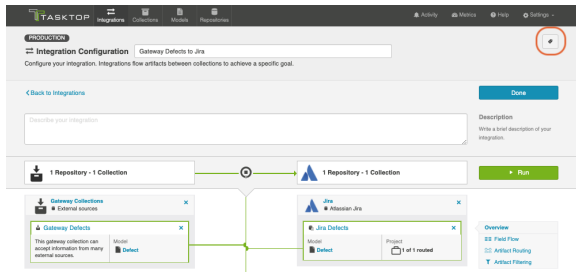 TASKTOP
Integrations
Collections
Models
Repositories
Activity
Metrics
Help
Settings
PRODUCTION
Integration Configuration
Gateway Defects to Jira
Configure your integration. Integrations flow artifacts between collections to achieve a specific goal.
Back to Integrations
Done
Describe your integration
Description
Write a brief description of your
integration.
1 Repository - 1 Collection
1 Repository - 1 Collection
Run
Gateway Collections
External sources
Jira
Atlassian Jira
Gateway Defects
This gateway collection can
accept information from many
external sources.
Model
Defect
Jira Defects
Model
Defect
Project
1 of 1 routed
Overview
Field Flow
Artifact Routing
Artifact Filtering